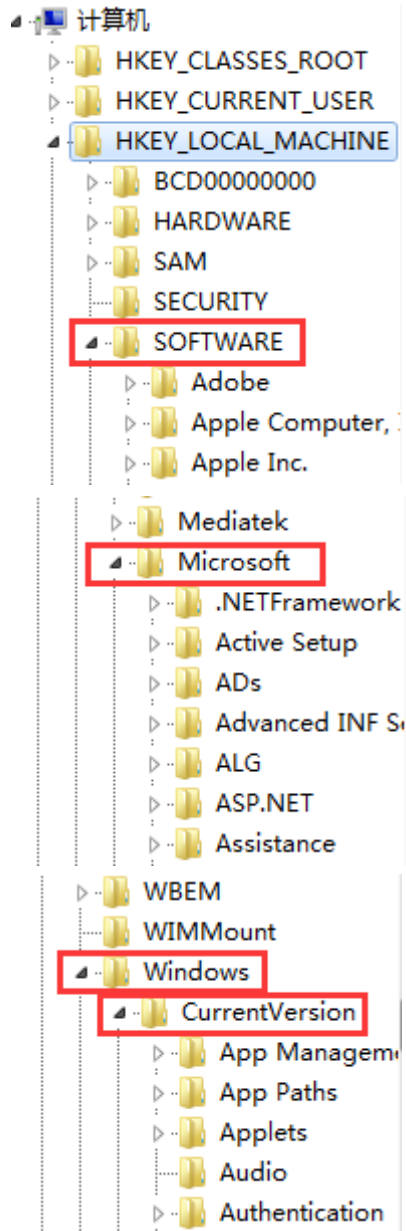 计算机
HKEY_CLASSES_ROOT
HKEY_CURRENT_USER
HKEY_LOCAL_MACHINE
BCD00000000
HARDWARE
SAM
SECURITY
SOFTWARE
Adobe
Apple Computer,
Apple Inc.
Mediatek
Microsoft
.NETFramework
Active Setup
ADs
Advanced INF Se
ALG
ASP.NET
Assistance
WBEM
WIMMount
Windows
CurrentVersion
App Manageme
App Paths
Applets
Audio
Authentication